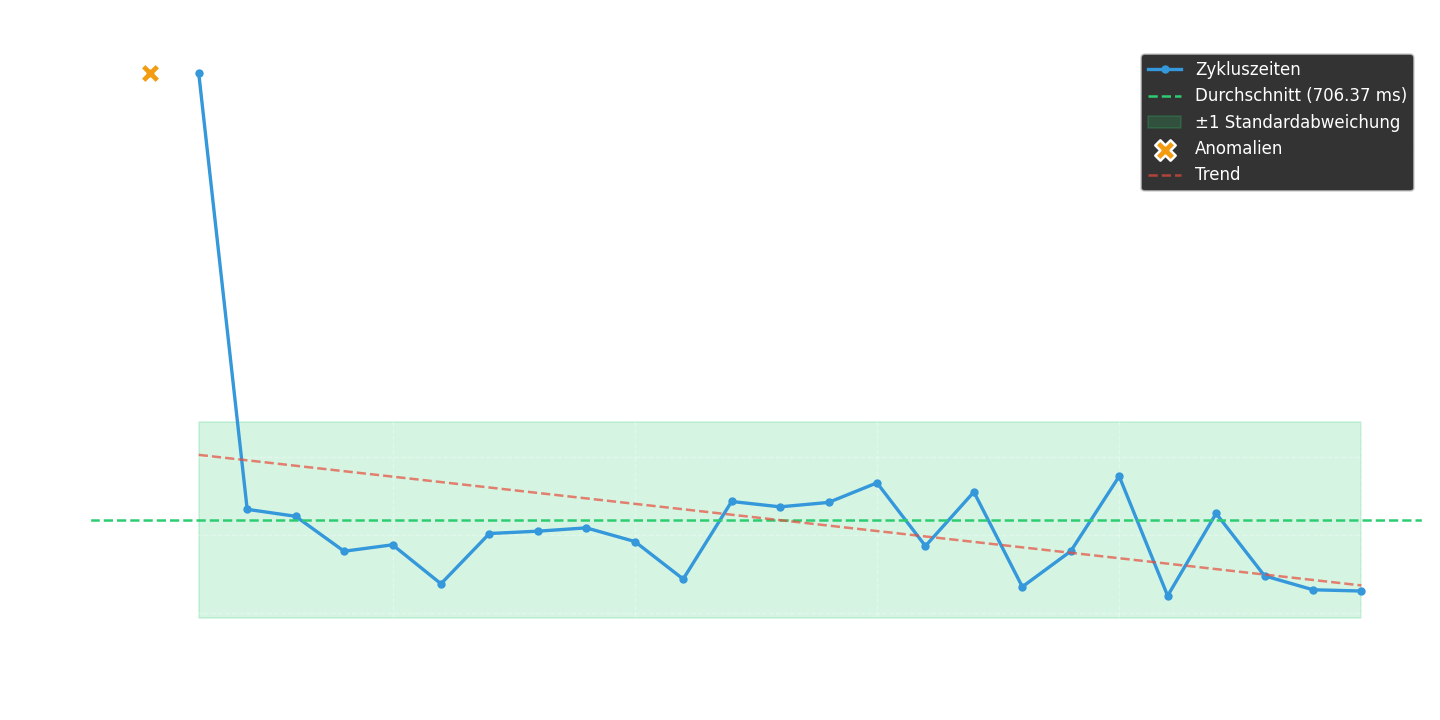 Zykluszeiten
Durchschnitt (706.37 ms)
±1 Standardabweichung
Anomalien
Trend